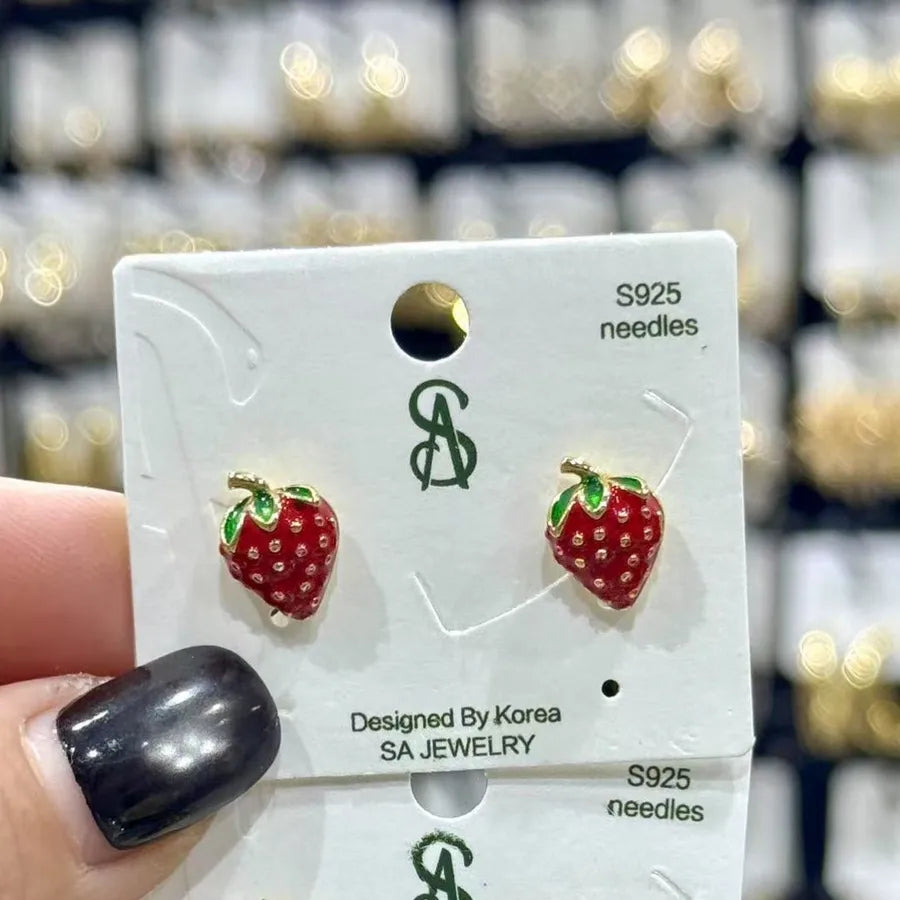 S925
needles
SA
Designed By Korea
SA JEWELRY
S925
needles